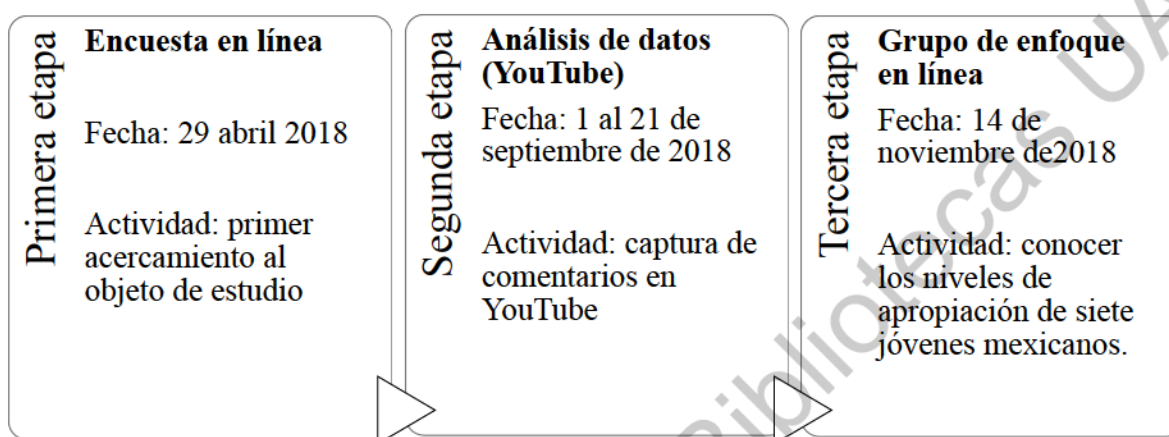 Primera etapa
Encuesta en línea
Fecha: 29 abril 2018
Actividad: primer
acercamiento al
objeto de estudio
Segunda etapa
Análisis de datos
(YouTube)
Fecha: 1 al 21 de
septiembre de 2018
Actividad: captura de
comentarios en
YouTube
Tercera etapa
Grupo de enfoque
en línea
Fecha: 14 de
noviembre de2018
Actividad: conocer
los niveles de
apropiación de siete
jóvenes mexicanos.
Bibliotecas UA